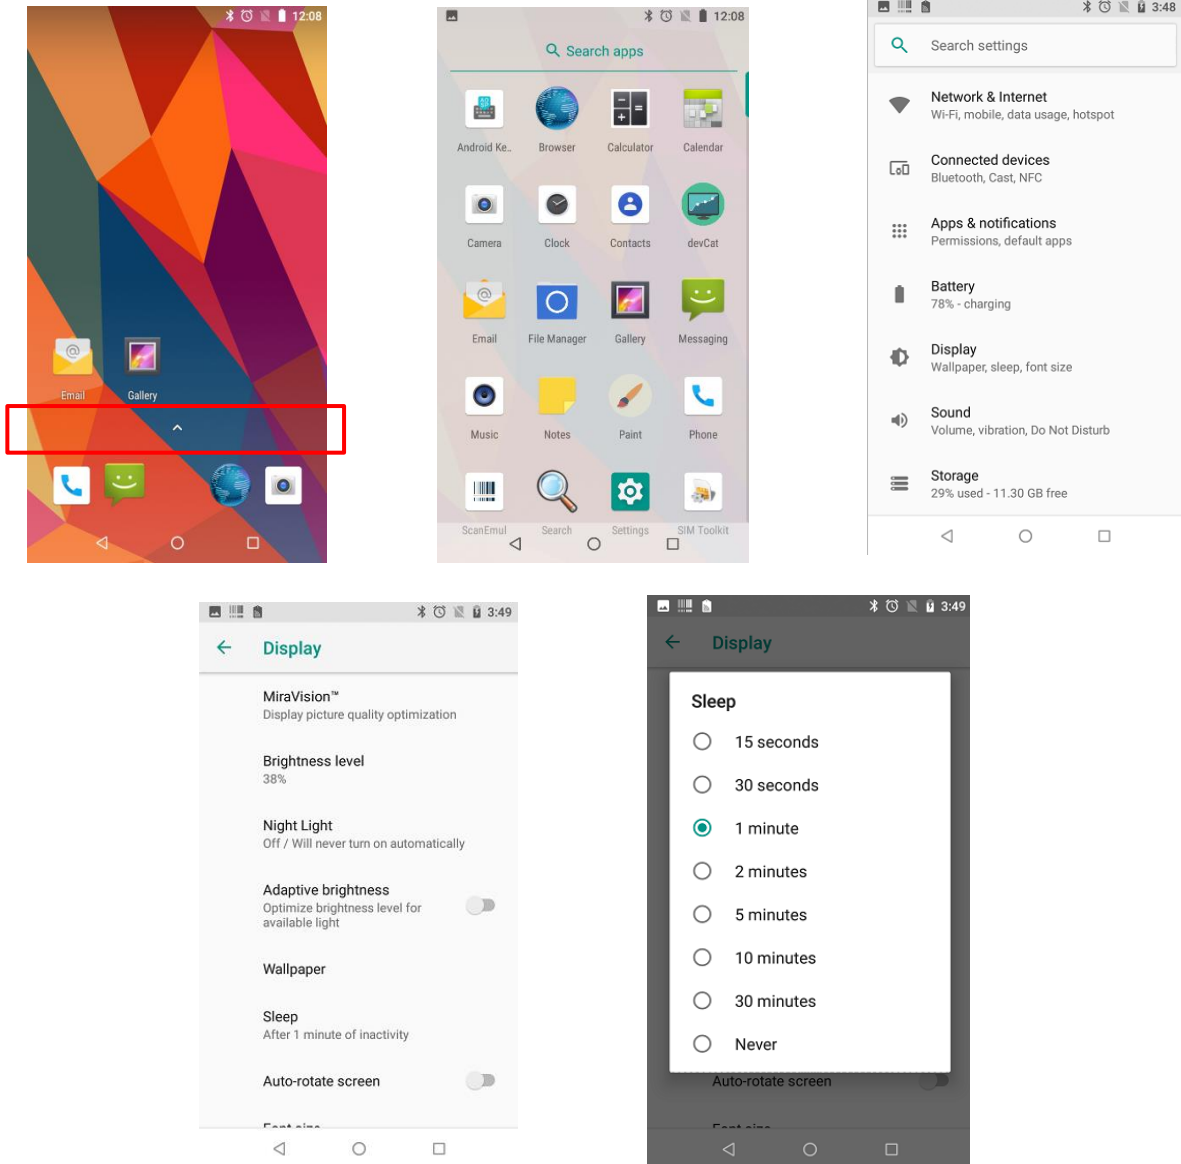 12:08
Email Gallery
12:08
Search apps
Android Ke.. Browser Calculator Calendar
Camera Clock Contacts devCat
Email File Manager Gallery Messaging
Music Notes Paint Phone
ScanEmul Search Settings SIM Toolkit
3:48
Search settings
Network & Internet
Wi-Fi, mobile, data usage, hotspot
Connected devices
Bluetooth, Cast, NFC
Apps & notifications
Permissions, default apps
Battery
78% - charging
Display
Wallpaper, sleep, font size
Sound
Volume, vibration, Do Not Disturb
Storage
29% used - 11.30 GB free
3:49
Display
MiraVision™
Display picture quality optimization
Brightness level
38%
Night Light
Off / Will never turn on automatically
Adaptive brightness
Optimize brightness level for
available light
Wallpaper
Sleep
After 1 minute of inactivity
Auto-rotate screen
Font size
3:49
Display
Sleep
15 seconds
30 seconds
1 minute
2 minutes
5 minutes
10 minutes
30 minutes
Never
Auto-rotate screen
Font size